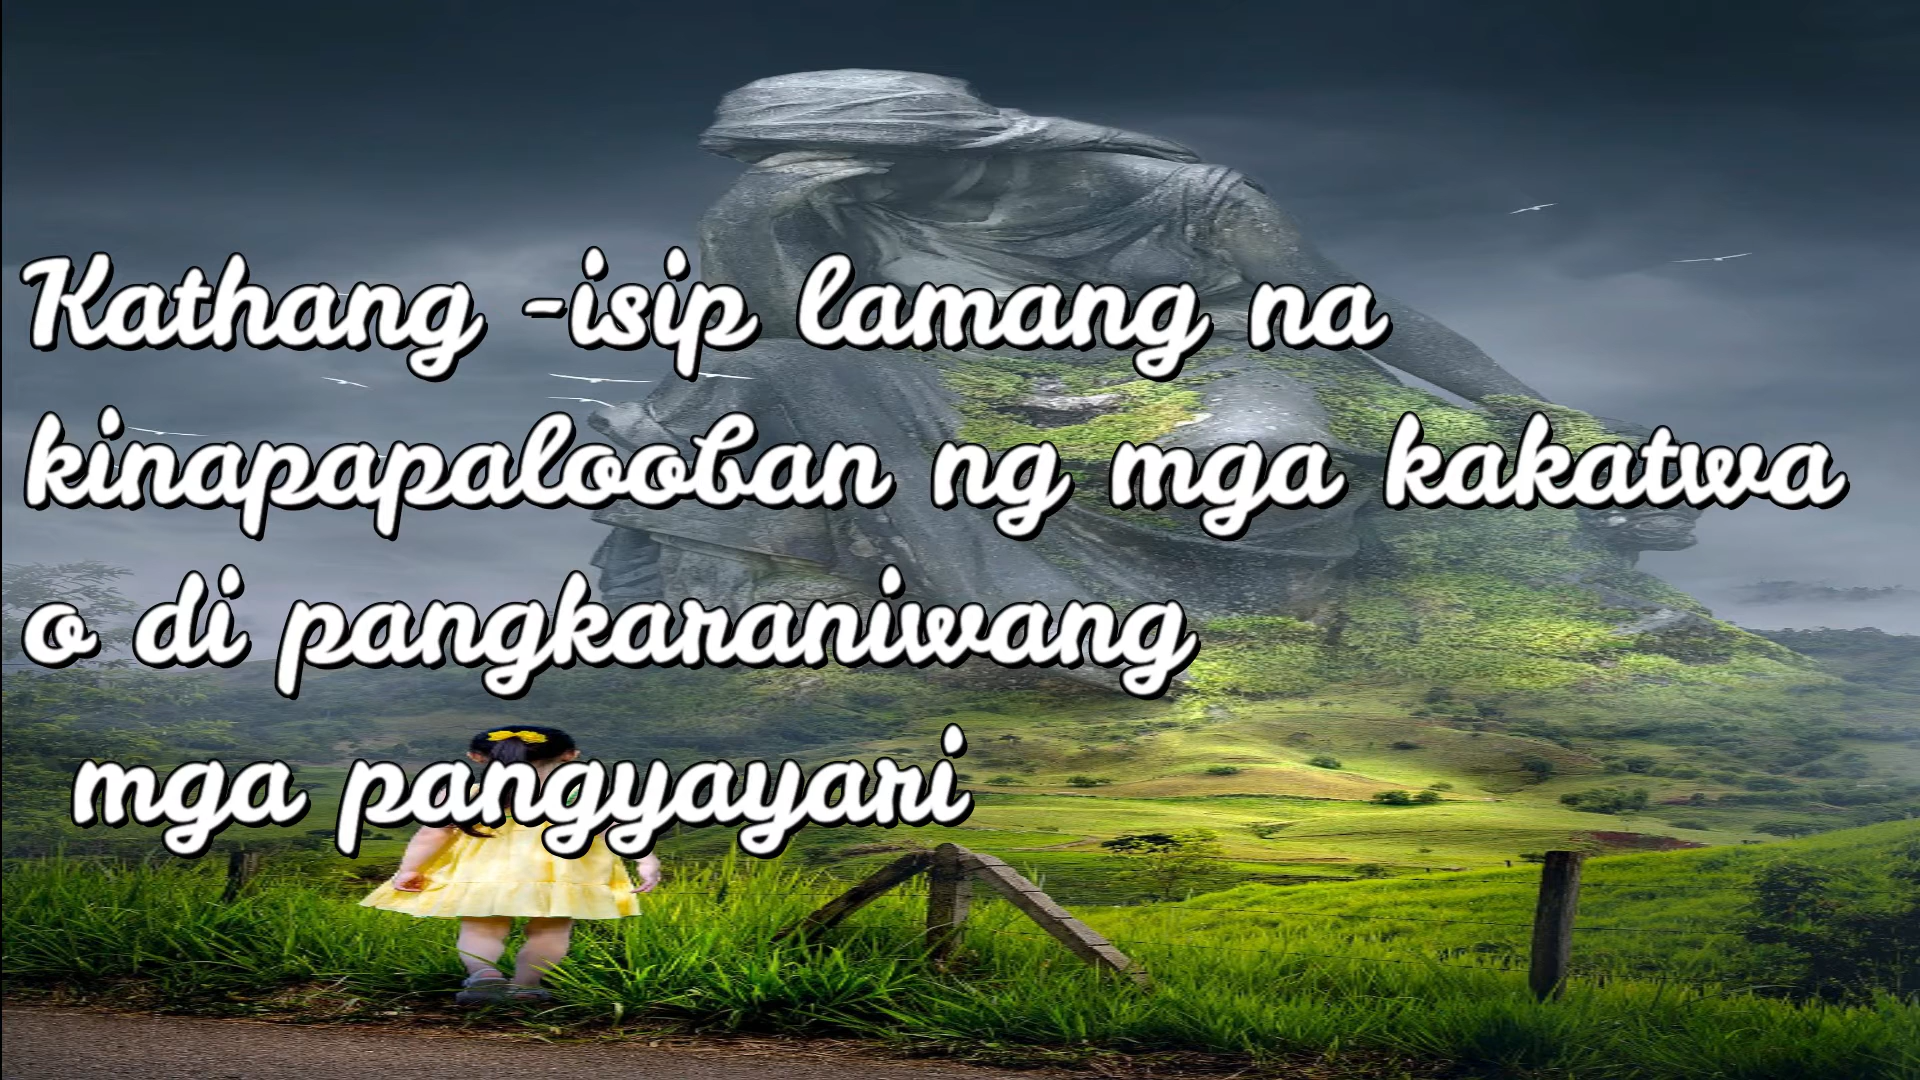 Kathang -isip lamang na
kinapapalooban ng mga kakatwa
o di pangkaraniwang
mga pangyayari